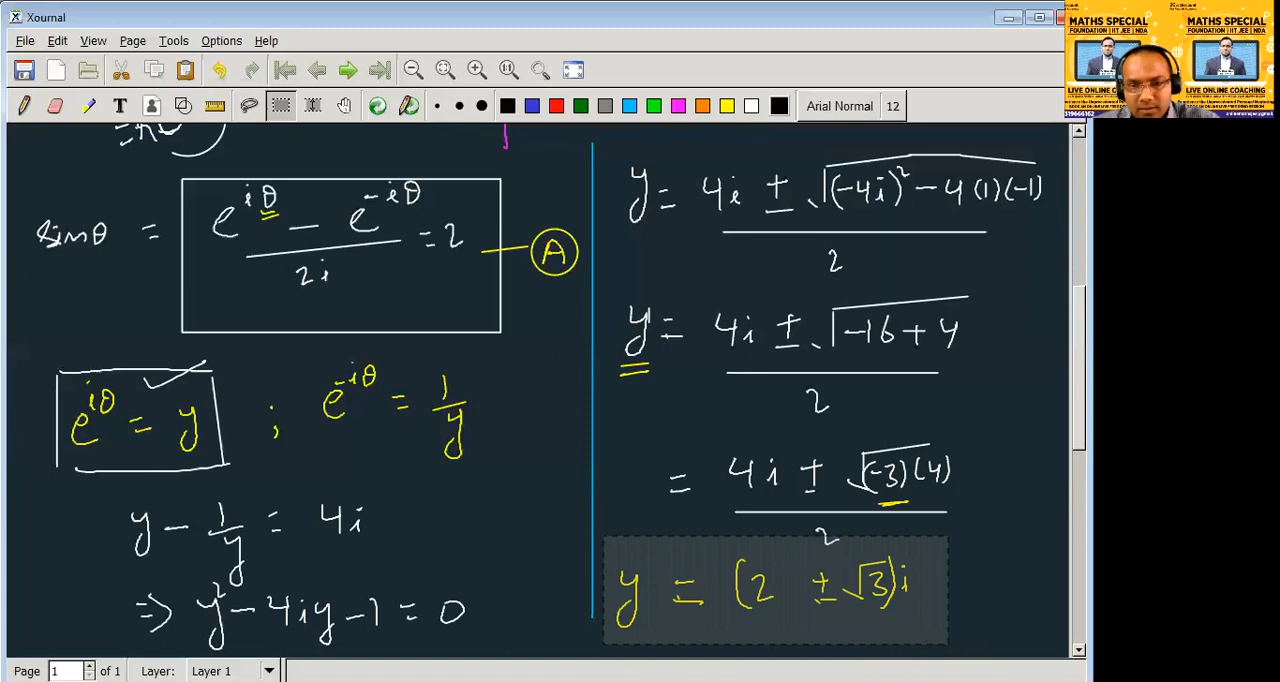 Xournal
File Edit View Page Tools Options Help
Arial Normal 12
MATHS SPECIAL
FOUNDATION | IIT JEE | NDA
LIVE ONLINE COACHING
MATHS SPECIAL
FOUNDATION | IIT JEE | NDA
LIVE ONLINE COACHING
sinθ = (e^{iθ} − e^{-iθ})/2i = 2 — A
e^{iθ} = y ; e^{-iθ} = 1/y
y − 1/y = 4i
⇒ y² − 4iy − 1 = 0
y = (4i ± √((−4i)² − 4(1)(−1)))/2
y = (4i ± √(−16 + 4))/2
= (4i ± √((−3)(4)))/2
y = (2 ± √3)i
Page 1 of 1 Layer: Layer 1